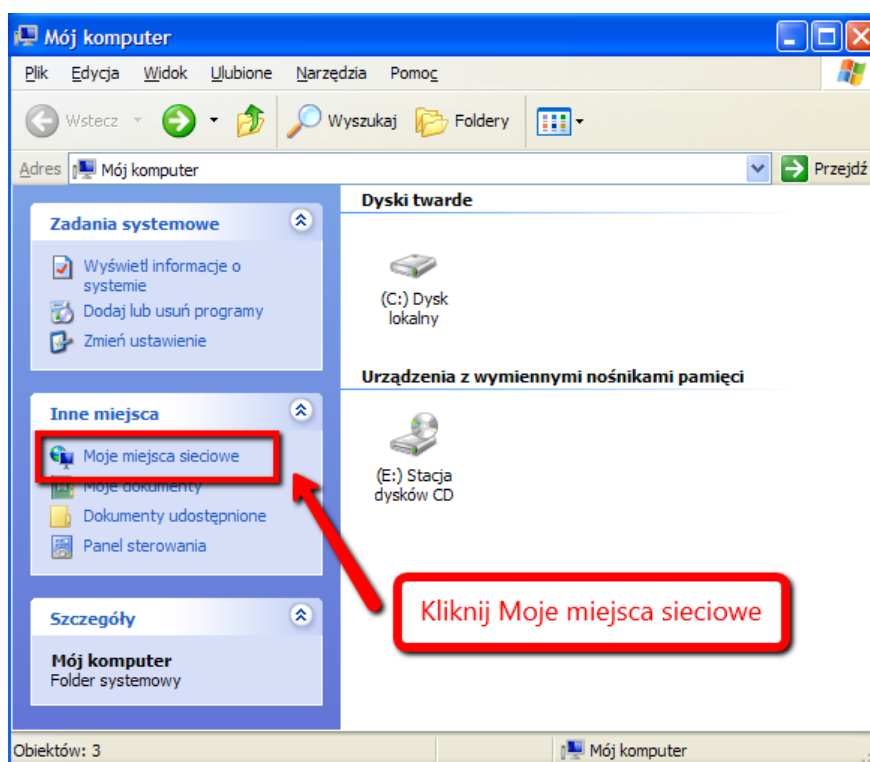 Mój komputer
Plik Edycja Widok Ulubione Narzędzia Pomoc
Wstecz Wyszukaj Foldery
Adres Mój komputer Przejdź
Zadania systemowe
Wyświetl informacje o
systemie
Dodaj lub usuń programy
Zmień ustawienie
Inne miejsca
Moje miejsca sieciowe
Moje dokumenty
Dokumenty udostępnione
Panel sterowania
Szczegóły
Mój komputer
Folder systemowy
Dyski twarde
(C:) Dysk
lokalny
Urządzenia z wymiennymi nośnikami pamięci
(E:) Stacja
dysków CD
Kliknij Moje miejsca sieciowe
Obiektów: 3 Mój komputer